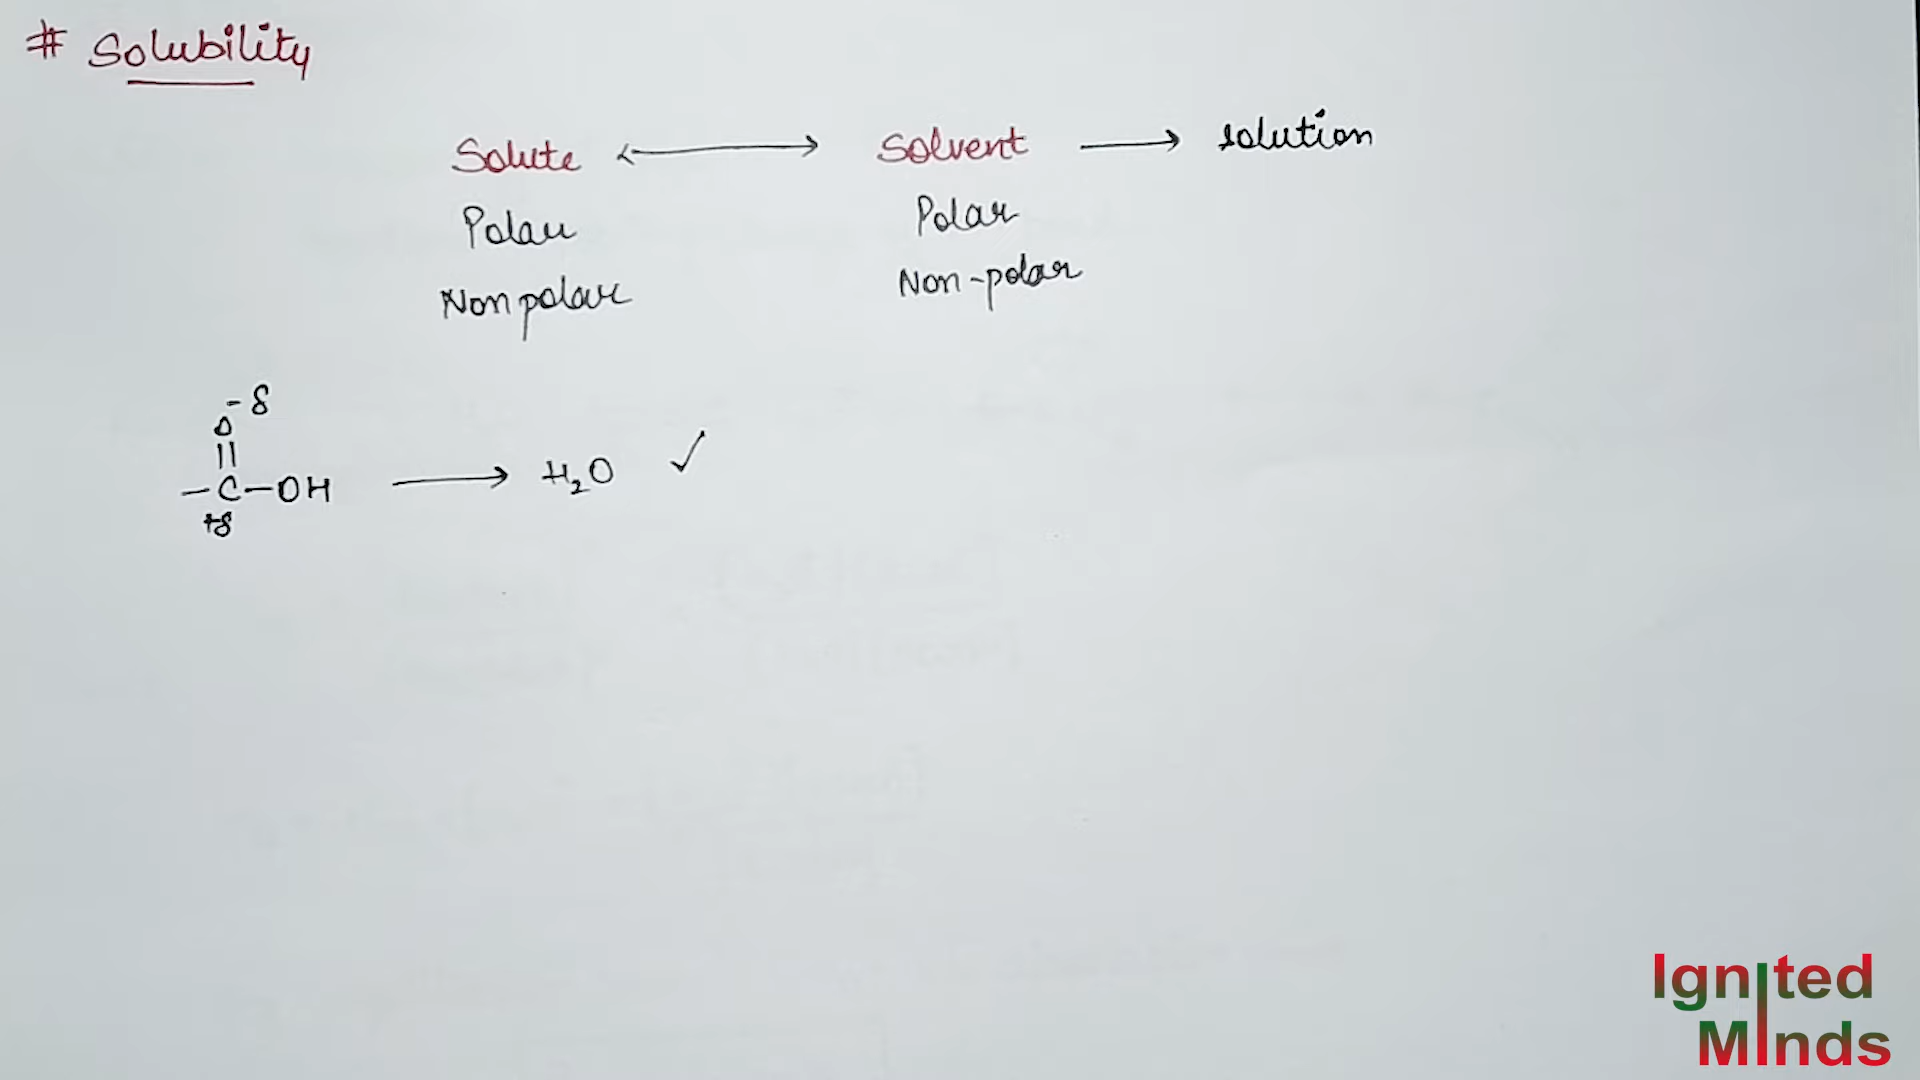 # Solubility
Solute ⟷ Solvent → solution
Polar Polar
Nonpolar Non-polar
-δ
O
||
-C-OH → H₂O ✓
+δ
Ignited
Minds